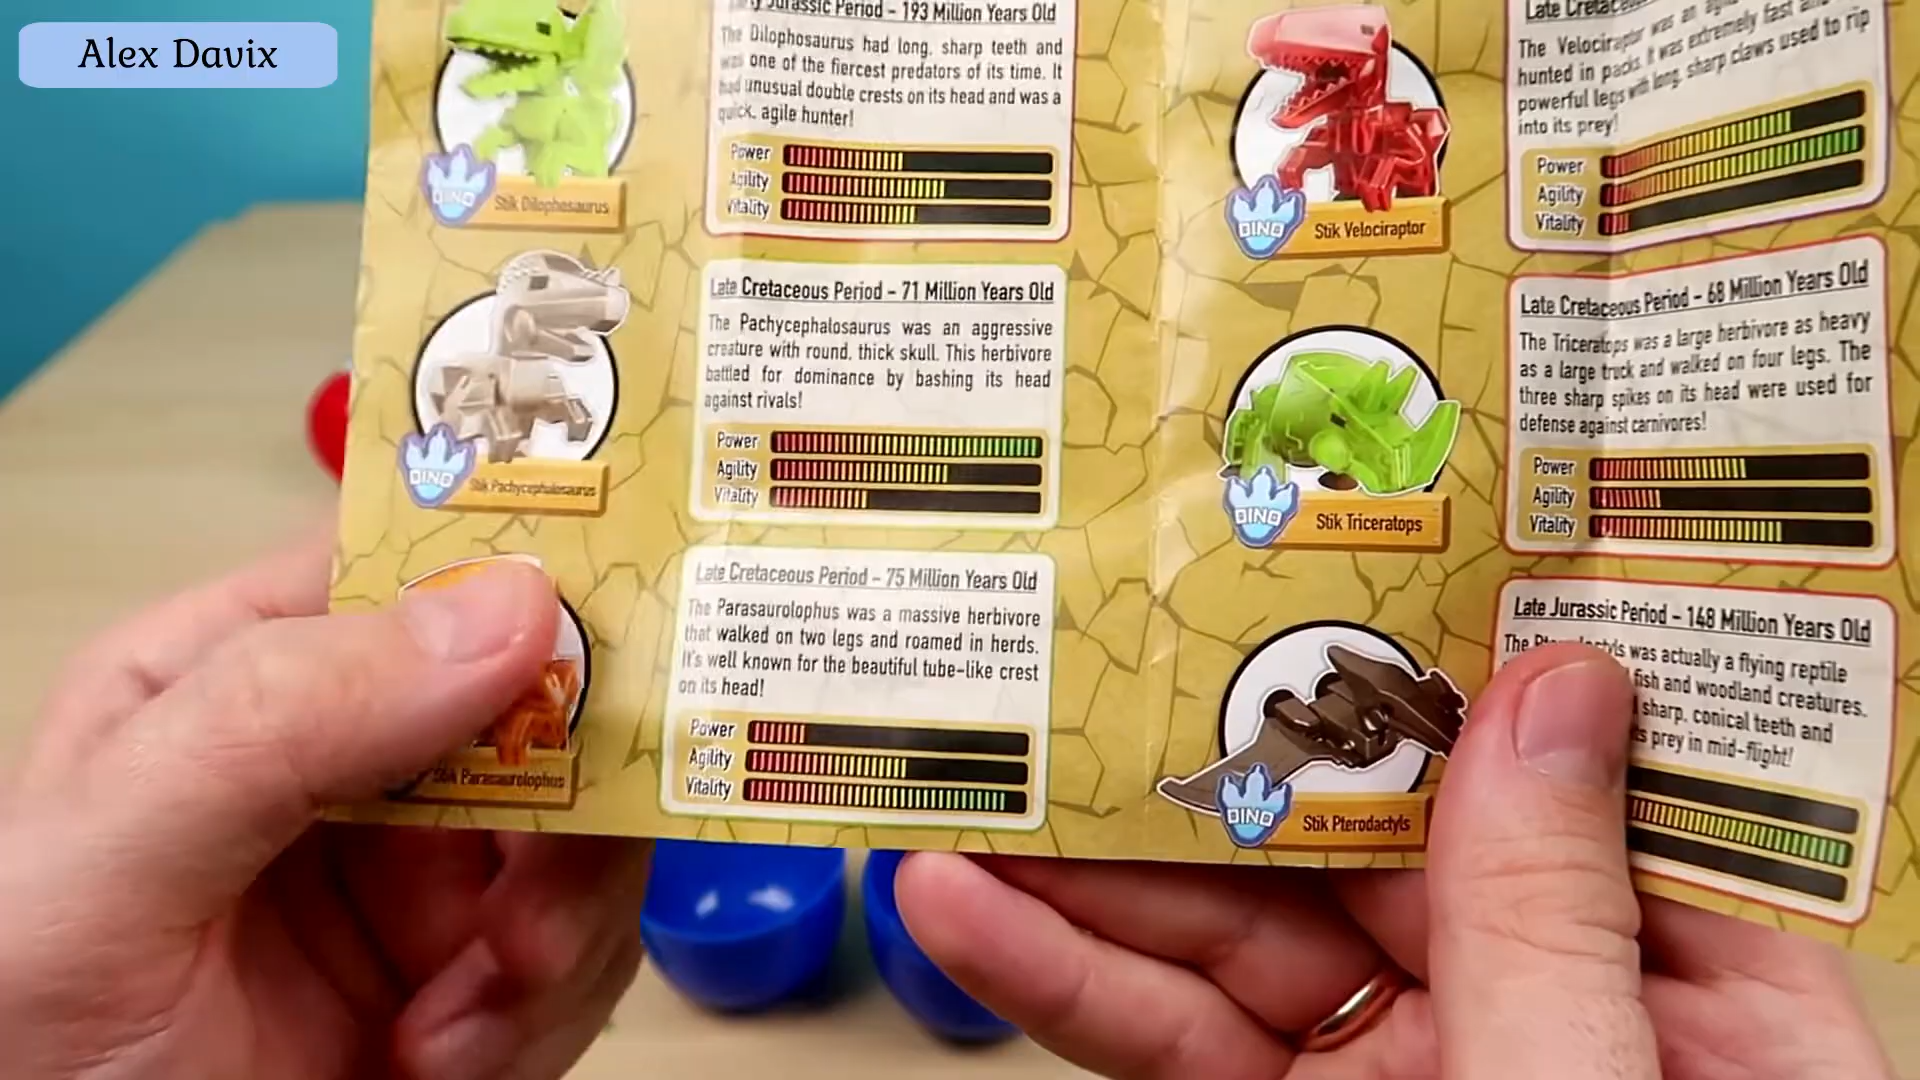 Alex Davix
Jurassic Period - 193 Million Years Old
The Dilophosaurus had long, sharp teeth and
was one of the fiercest predators of its time. It
had unusual double crests on its head and was a
quick, agile hunter!
Power
Agility
Vitality
DINO
Stik Dilophosaurus
Late Cretaceous Period - 71 Million Years Old
The Pachycephalosaurus was an aggressive
creature with round, thick skull. This herbivore
battled for dominance by bashing its head
against rivals!
Power
Agility
Vitality
DINO
Stik Pachycephalosaurus
Late Cretaceous Period - 75 Million Years Old
The Parasaurolophus was a massive herbivore
that walked on two legs and roamed in herds.
It's well known for the beautiful tube-like crest
on its head!
Power
Agility
Vitality
Stik Parasaurolophus
Late
The Velociraptor was an
hunted in packs. It was extremely fast
powerful legs with long, sharp claws used to rip
into its prey!
Power
Agility
Vitality
DINO
Stik Velociraptor
Late Cretaceous Period - 68 Million Years Old
The Triceratops was a large herbivore as heavy
as a large truck and walked on four legs. The
three sharp spikes on its head were used for
defense against carnivores!
Power
Agility
Vitality
DINO
Stik Triceratops
Late Jurassic Period - 148 Million Years Old
The was actually a flying reptile
fish and woodland creatures.
sharp, conical teeth and
prey in mid-flight!
DINO
Stik Pterodactyls